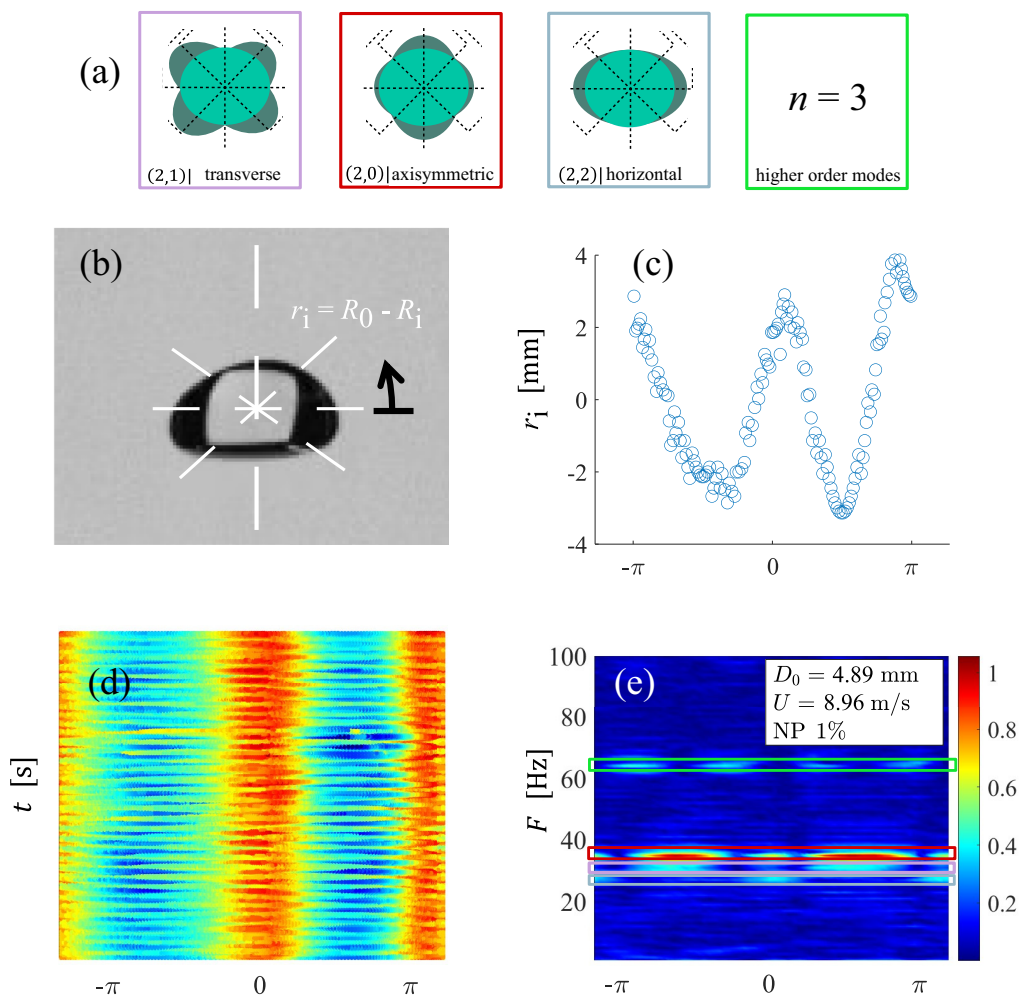 (a)
(2,1)| transverse
(2,0)|axisymmetric
(2,2)|horizontal
n = 3
higher order modes
(b)
r_i = R_0 - R_i
(c)
r_i [mm]
4
2
0
-2
-4
-π
0
π
(d)
t [s]
-π
0
π
(e)
D_0 = 4.89 mm
U = 8.96 m/s
NP 1%
F [Hz]
100
80
60
40
20
-π
0
π
1
0.8
0.6
0.4
0.2